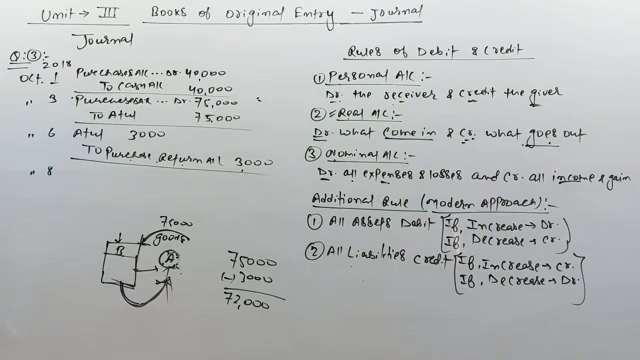 Unit → III Books of Original Entry - Journal
Journal
Q:③:-
2018
Oct. 1 Purchases A/C ... Dr. 40,000
To Cash A/C 40,000
" 3 Purchases A/C ... Dr. 75,000
To Atul 75,000
" 6 Atul 3000
To Purchase Return A/C 3,000
" 8
75000
goods
B
A
75000
(-) 3000
72,000
Rules of Debit & Credit
① Personal A/C :-
Dr. the receiver & credit the giver
② Real A/C :-
Dr. what come in & Cr. what goes out
③ Nominal A/C :-
Dr. all expenses & losses and Cr. all income & gain
Additional Rule (Modern Approach) :-
① All Assets Debit [If, Increase → Dr.
If, Decrease → Cr.]
② All Liabilities Credit [If, Increase → Cr.
If, Decrease → Dr.]